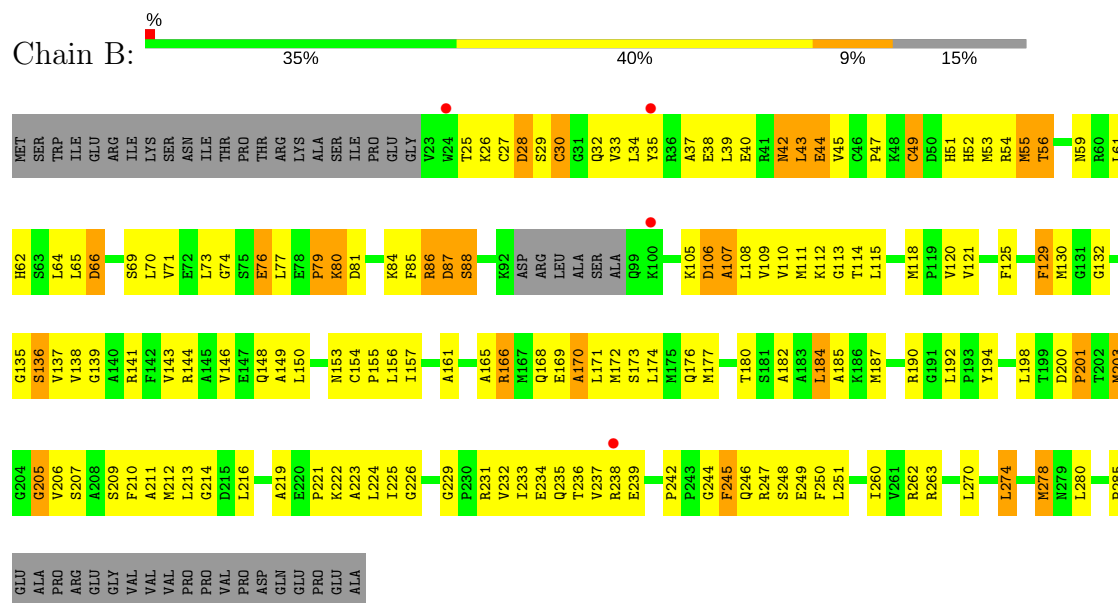 %
Chain B:
35% 40% 9% 15%
MET SER TRP ILE GLU ARG ILE LYS SER ASN ILE THR PRO THR ARG LYS ALA SER ILE PRO GLU GLY V23 W24 T25 K26 C27 D28 S29 C30 G31 Q32 V33 L34 Y35 R36 A37 E38 L39 E40 R41 N42 L43 E44 V45 C46 P47 K48 C49 D50 H51 H52 M53 R54 M55 T56 N59 R60 L61
H62 S63 L64 L65 D66 S69 L70 V71 E72 L73 G74 S75 E76 L77 E78 P79 K80 D81 K84 F85 R86 D87 S88 K92 ASP ARG LEU ALA SER ALA Q99 K100 K105 D106 A107 L108 V109 V110 M111 K112 G113 T114 L115 M118 P119 V120 V121 F125 F129 M130 G131 G132
G135 S136 V137 V138 G139 A140 R141 F142 V143 R144 A145 V146 E147 Q148 A149 L150 N153 C154 P155 L156 I157 A161 A165 R166 M167 Q168 E169 A170 L171 M172 S173 L174 M175 Q176 M177 T180 S181 A182 A183 L184 A185 K186 M187 R190 G191 L192 P193 Y194 L198 T199 D200 P201 T202 M203
G204 G205 V206 S207 A208 S209 F210 A211 M212 L213 G214 D215 L216 A219 E220 P221 K222 A223 L224 I225 G226 G229 P230 R231 V232 I233 E234 Q235 T236 V237 R238 E239 P242 P243 G244 F245 Q246 R247 S248 E249 F250 L251 I260 V261 R262 R263 L270 L274 M278 N279 L280 P285
GLU ALA PRO ARG GLU GLY VAL VAL VAL PRO PRO VAL PRO ASP GLN GLU PRO GLU ALA